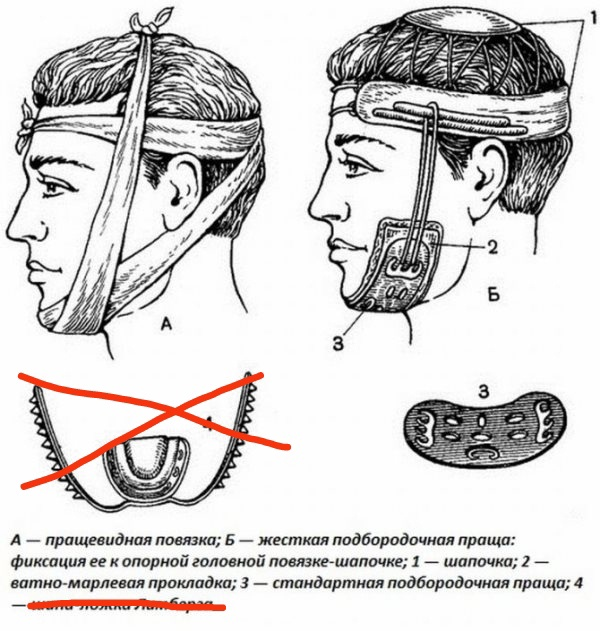 1
2
А
Б
3
3
4
А — пращевидная повязка; Б — жесткая подбородочная праща:
фиксация ее к опорной головной повязке-шапочке; 1 — шапочка; 2 —
ватно-марлевая прокладка; 3 — стандартная подбородочная праща; 4
—